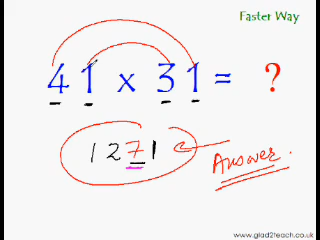 Faster Way
41 x 31 = ?
1271
Answer.
www.glad2teach.co.uk